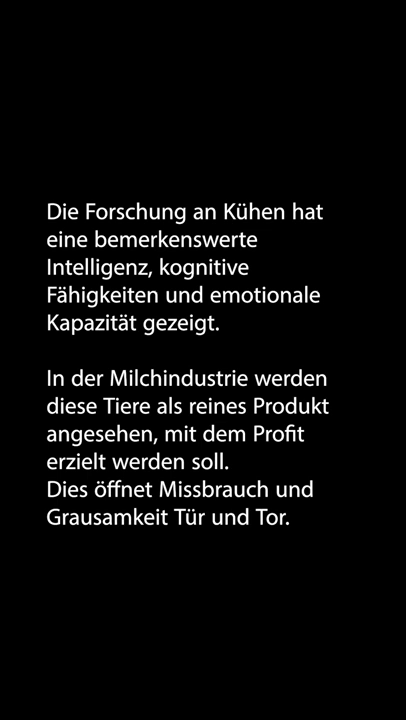 Die Forschung an Kühen hat
eine bemerkenswerte
Intelligenz, kognitive
Fähigkeiten und emotionale
Kapazität gezeigt.
In der Milchindustrie werden
diese Tiere als reines Produkt
angesehen, mit dem Profit
erzielt werden soll.
Dies öffnet Missbrauch und
Grausamkeit Tür und Tor.